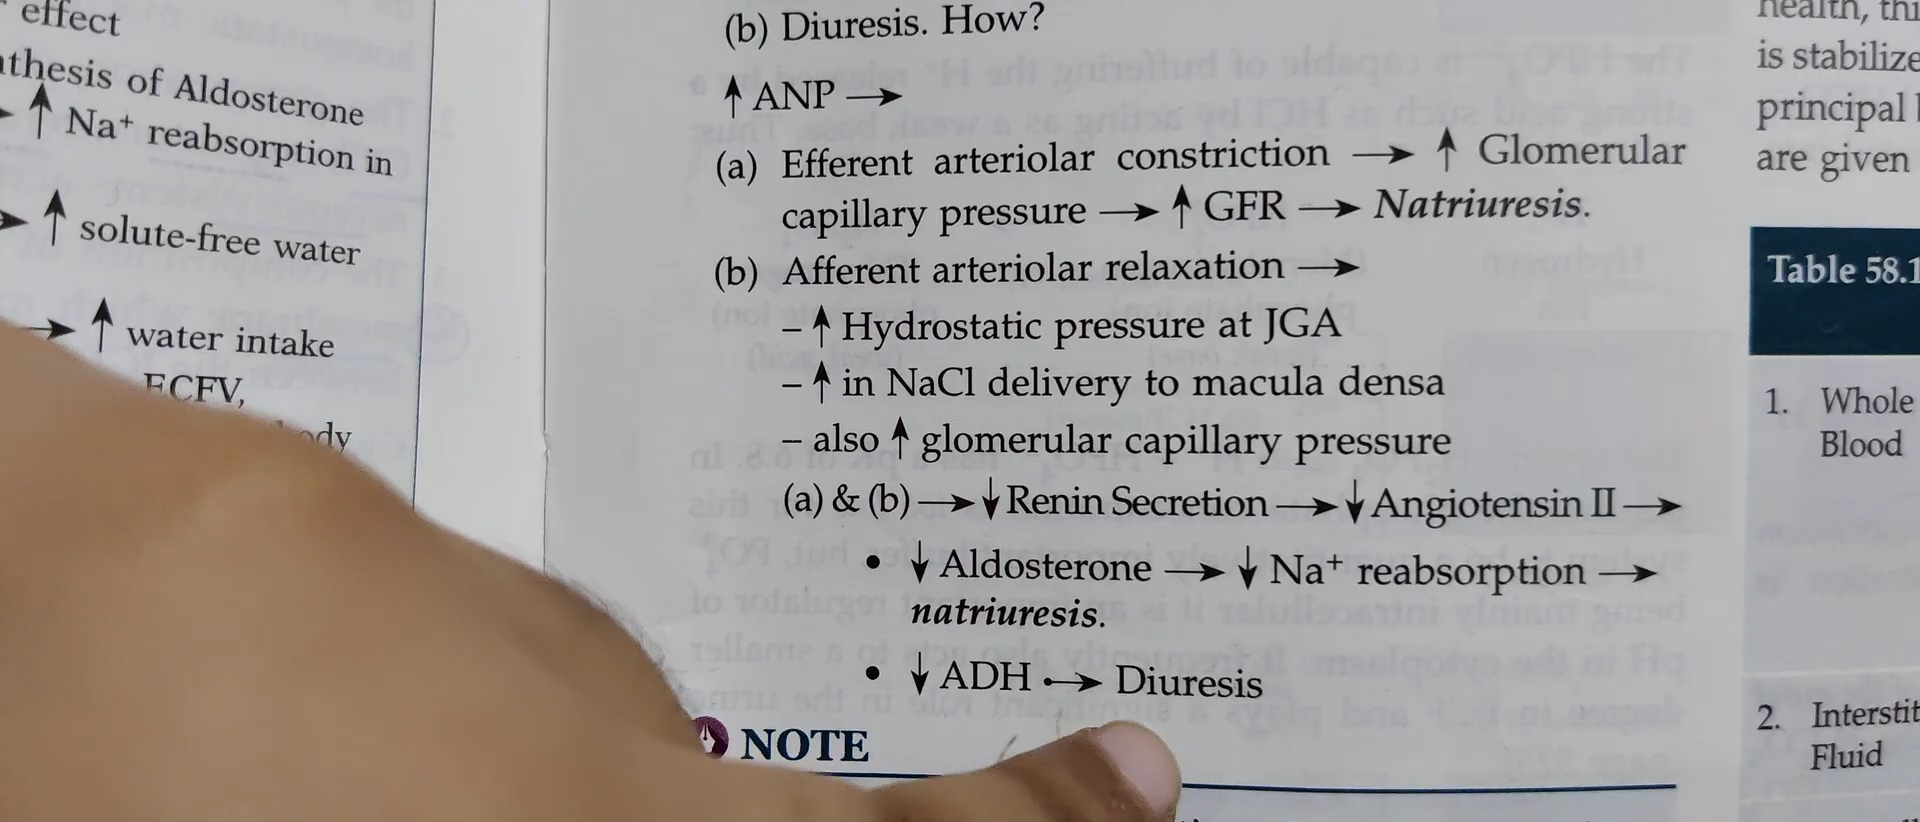 effect
thesis of Aldosterone
↑ Na⁺ reabsorption in
→ ↑ solute-free water
→ ↑ water intake
ECFV,
(b) Diuresis. How?
↑ ANP →
(a) Efferent arteriolar constriction → ↑ Glomerular
capillary pressure → ↑ GFR → Natriuresis.
(b) Afferent arteriolar relaxation →
– ↑ Hydrostatic pressure at JGA
– ↑ in NaCl delivery to macula densa
– also ↑ glomerular capillary pressure
(a) & (b) → ↓ Renin Secretion → ↓ Angiotensin II →
• ↓ Aldosterone → ↓ Na⁺ reabsorption →
natriuresis.
• ↓ ADH → Diuresis
NOTE
health, thi
is stabilize
principal
are given
Table 58.1
1. Whole
Blood
2. Interstit
Fluid